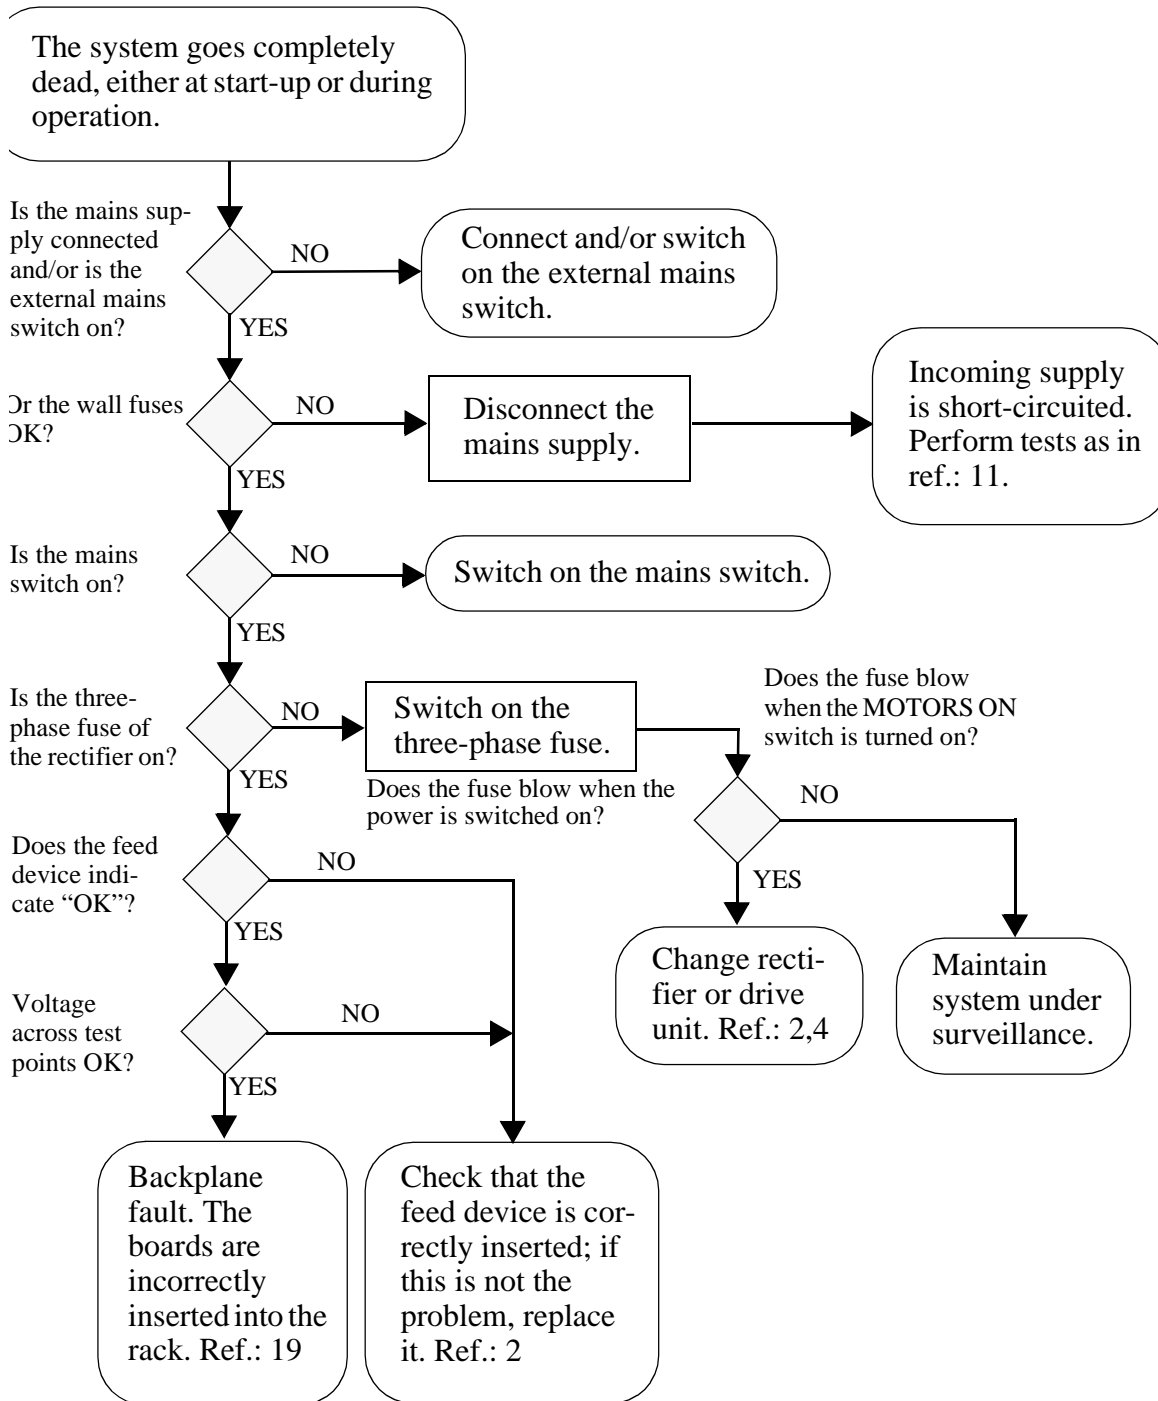 The system goes completely
dead, either at start-up or during
operation.
Is the mains sup-
ply connected
and/or is the
external mains
switch on?
NO
Connect and/or switch
on the external mains
switch.
YES
Or the wall fuses
OK?
NO
Disconnect the
mains supply.
Incoming supply
is short-circuited.
Perform tests as in
ref.: 11.
YES
Is the mains
switch on?
NO
Switch on the mains switch.
YES
Is the three-
phase fuse of
the rectifier on?
NO
Switch on the
three-phase fuse.
Does the fuse blow when the
power is switched on?
Does the fuse blow
when the MOTORS ON
switch is turned on?
NO
YES
Change recti-
fier or drive
unit. Ref.: 2,4
Maintain
system under
surveillance.
YES
Does the feed
device indi-
cate “OK”?
NO
YES
Voltage
across test
points OK?
NO
YES
Backplane
fault. The
boards are
incorrectly
inserted into the
rack. Ref.: 19
Check that the
feed device is cor-
rectly inserted; if
this is not the
problem, replace
it. Ref.: 2